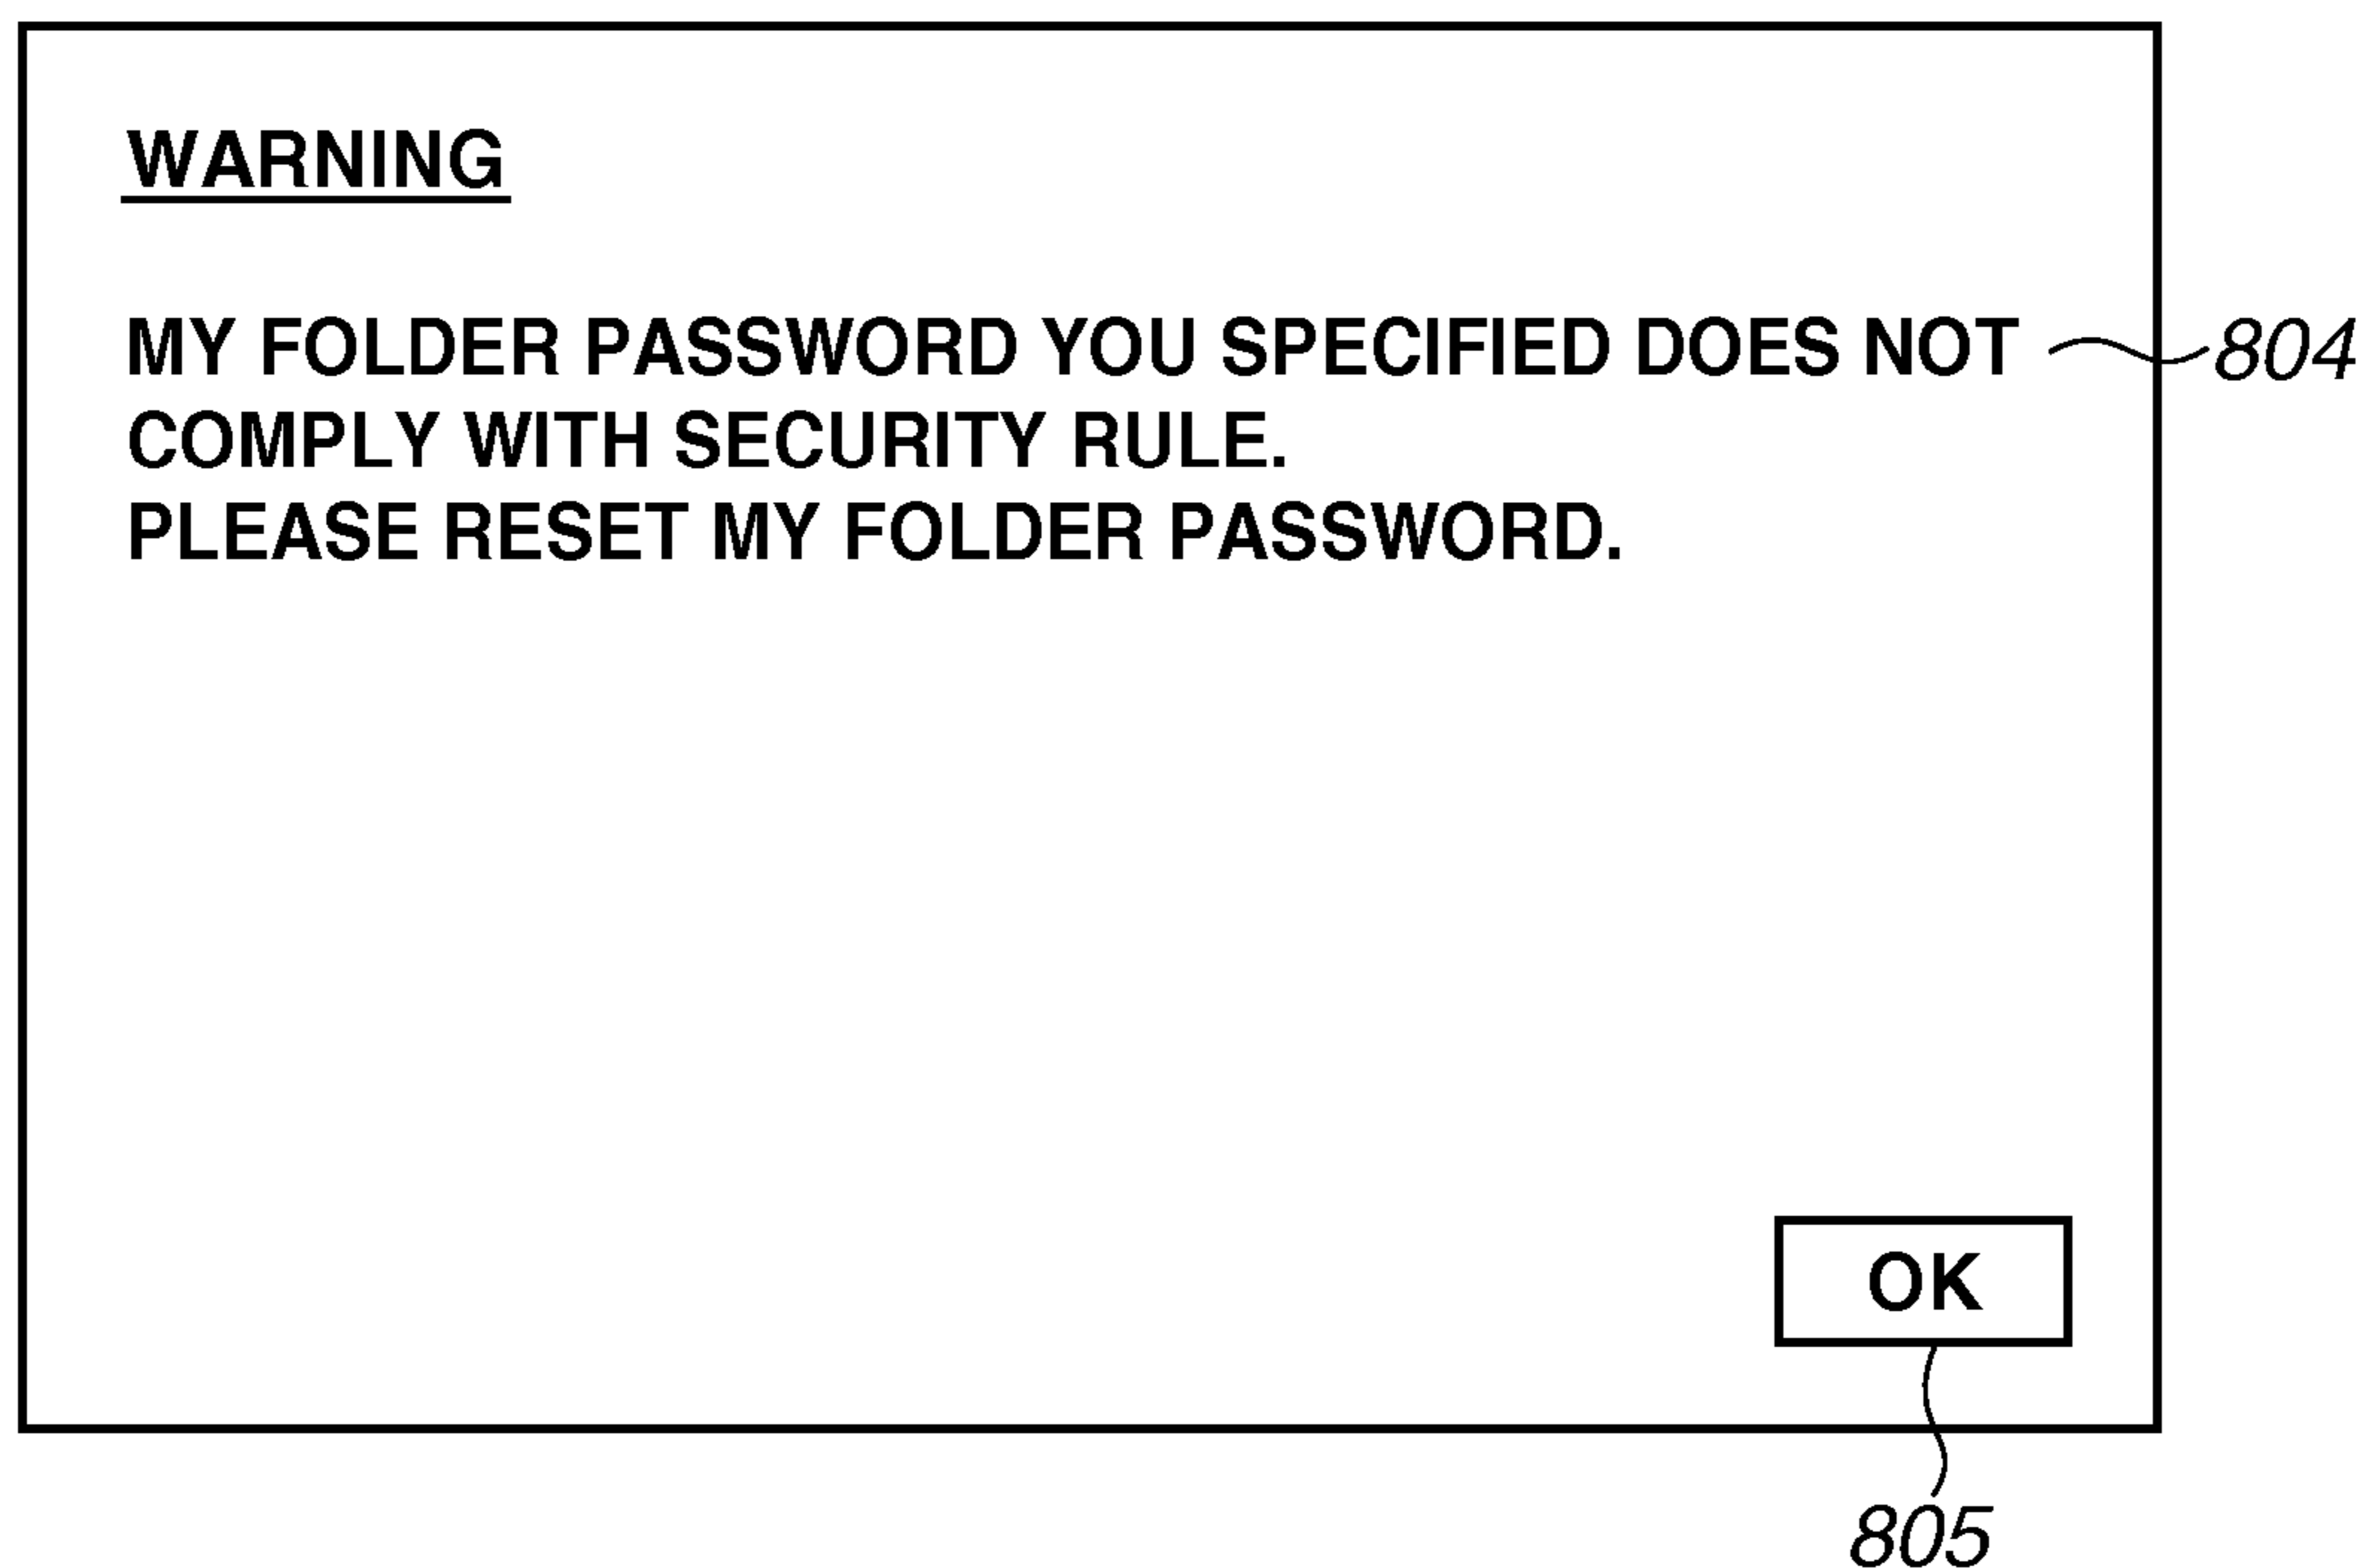 WARNING
MY FOLDER PASSWORD YOU SPECIFIED DOES NOT
804
COMPLY WITH SECURITY RULE.
PLEASE RESET MY FOLDER PASSWORD.
OK
805